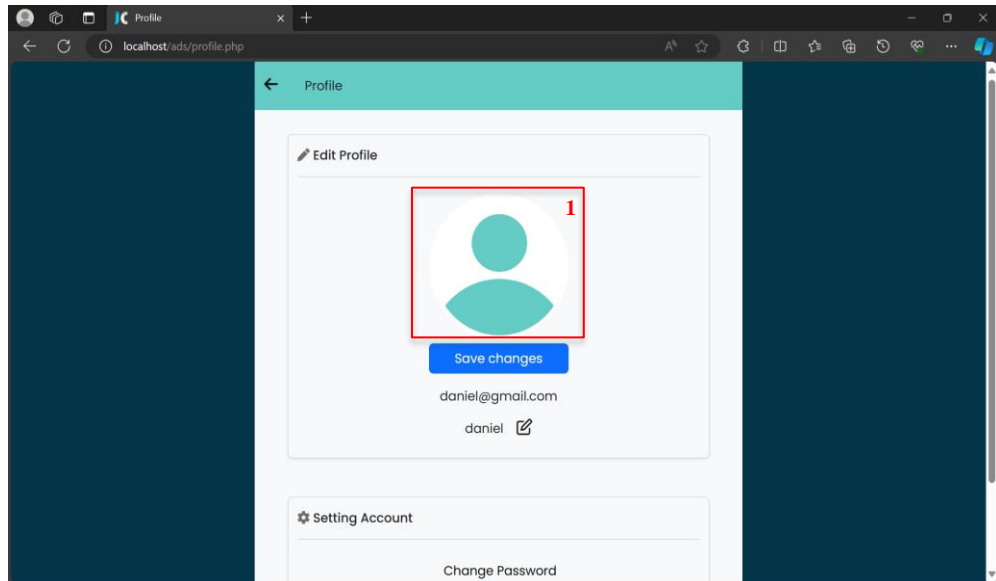 Profile
localhost/ads/profile.php
Profile
Edit Profile
1
Save changes
daniel@gmail.com
daniel
Setting Account
Change Password